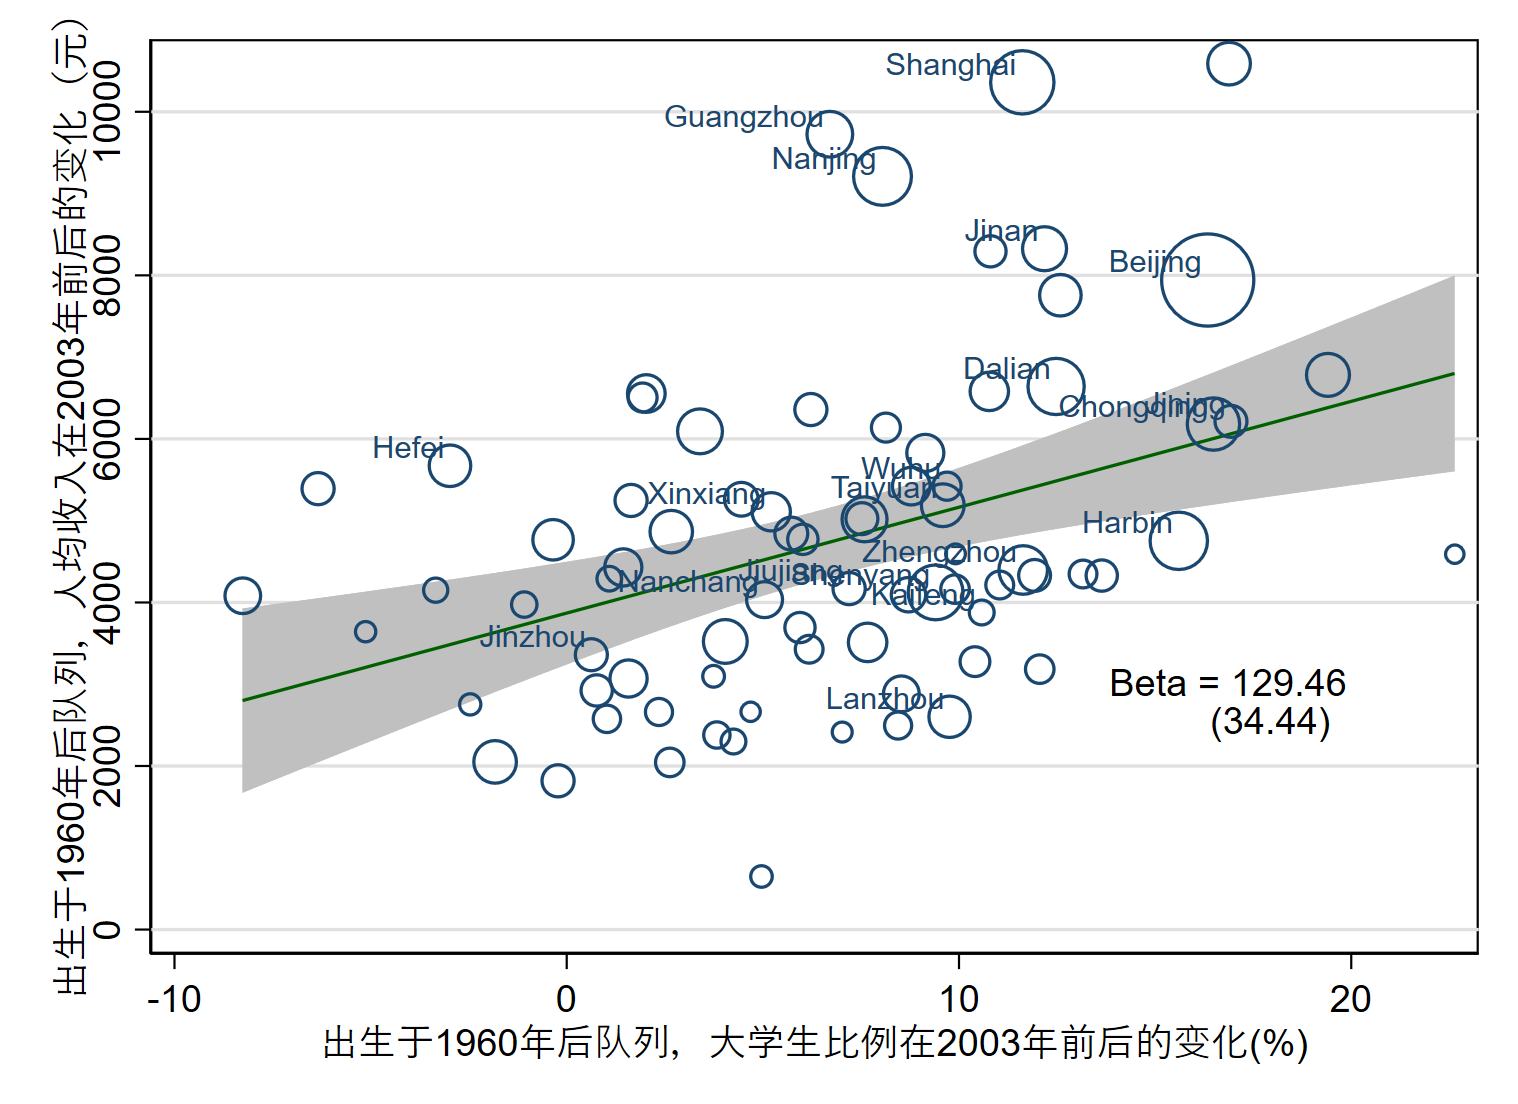 出生于1960年后队列，人均收入在2003年前后的变化（元）
10000
8000
6000
4000
2000
0
Shanghai
Guangzhou
Nanjing
Jinan
Beijing
Dalian
Chongqing
Jining
Hefei
Wuhu
Taiyuan
Xinxiang
Harbin
Zhengzhou
Jiujiang
Shenyang
Nanchang
Kaifeng
Jinzhou
Lanzhou
Beta = 129.46
(34.44)
-10
0
10
20
出生于1960年后队列，大学生比例在2003年前后的变化(%)